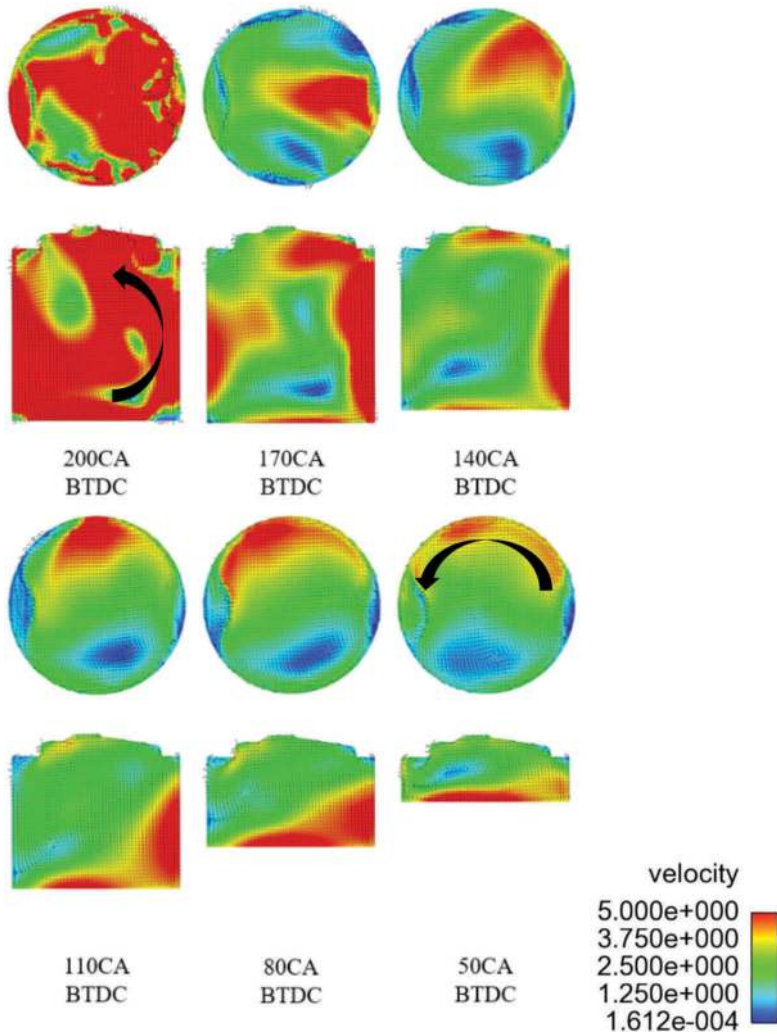 200CA
BTDC
170CA
BTDC
140CA
BTDC
110CA
BTDC
80CA
BTDC
50CA
BTDC
velocity
5.000e+000
3.750e+000
2.500e+000
1.250e+000
1.612e-004